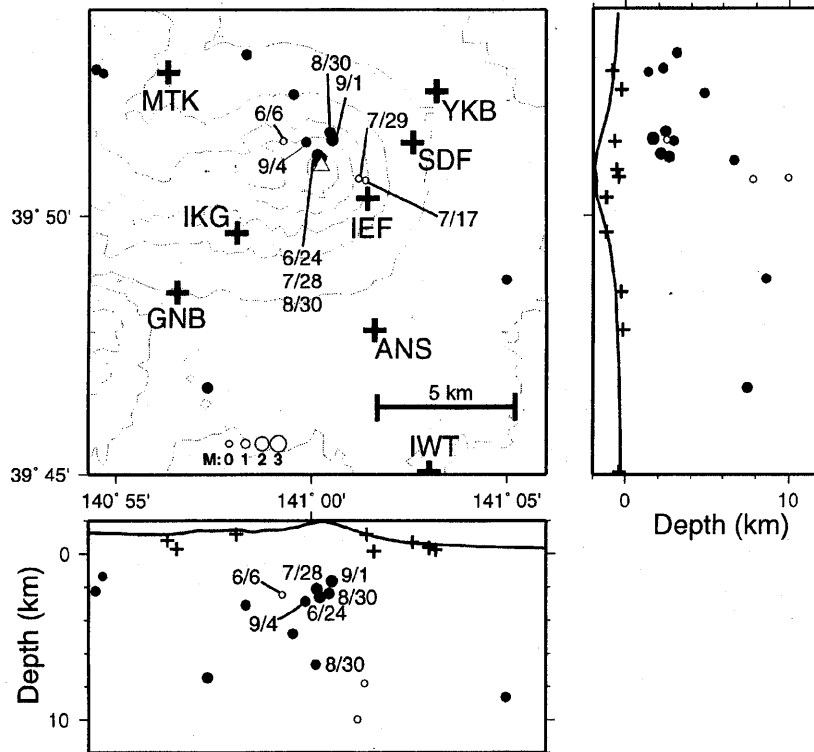 8/30
9/1
MTK
YKB
6/6
7/29
SDF
9/4
39° 50'
IKG
IEF
7/17
6/24
7/28
8/30
GNB
ANS
5 km
IWT
M: 0 1 2 3
39° 45'
140° 55'
141° 00'
141° 05'
0
10
Depth (km)
0
6/6
7/28
9/1
8/30
9/4
6/24
8/30
10
Depth (km)